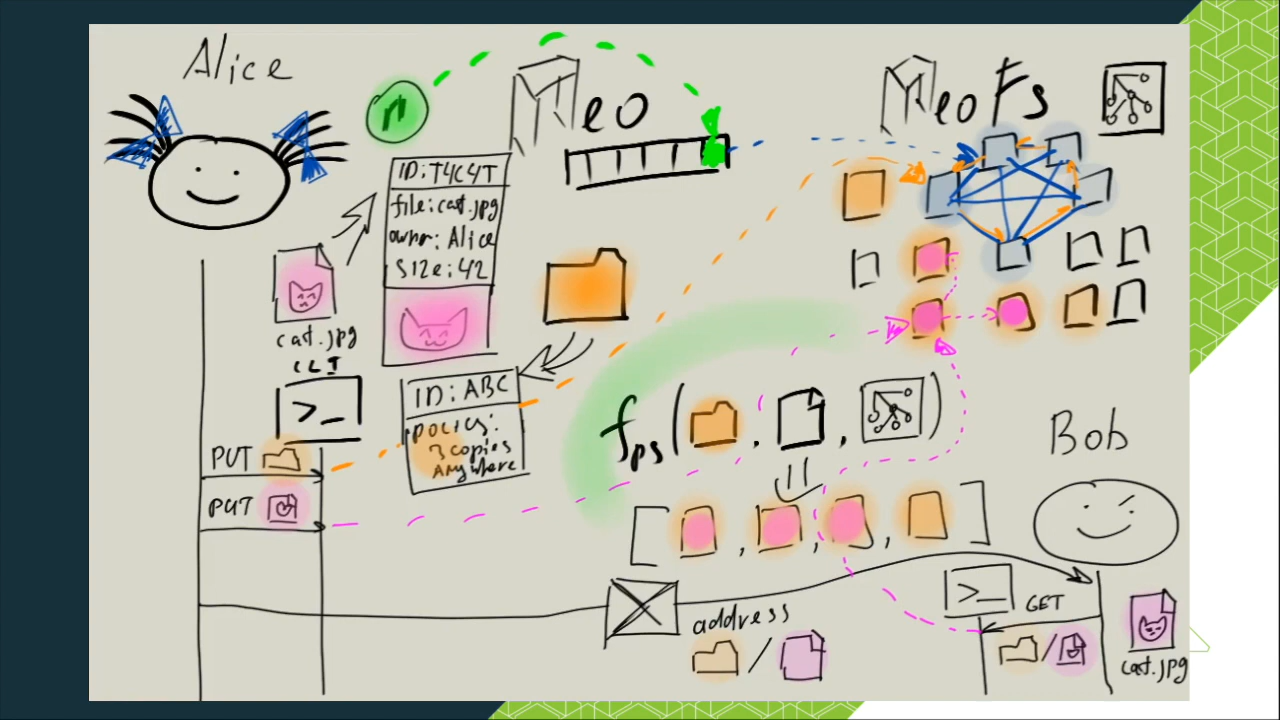 Alice
n
Neo
NeoFS
ID: T4C4T
file: cat.jpg
owner: Alice
size: 42
cat.jpg
CLI
>_
ID: ABC
policy:
3 copies
Anywhere
PUT
PUT
fps( , , )
[ , , , ]
Bob
>_
GET
address
/
/
cat.jpg